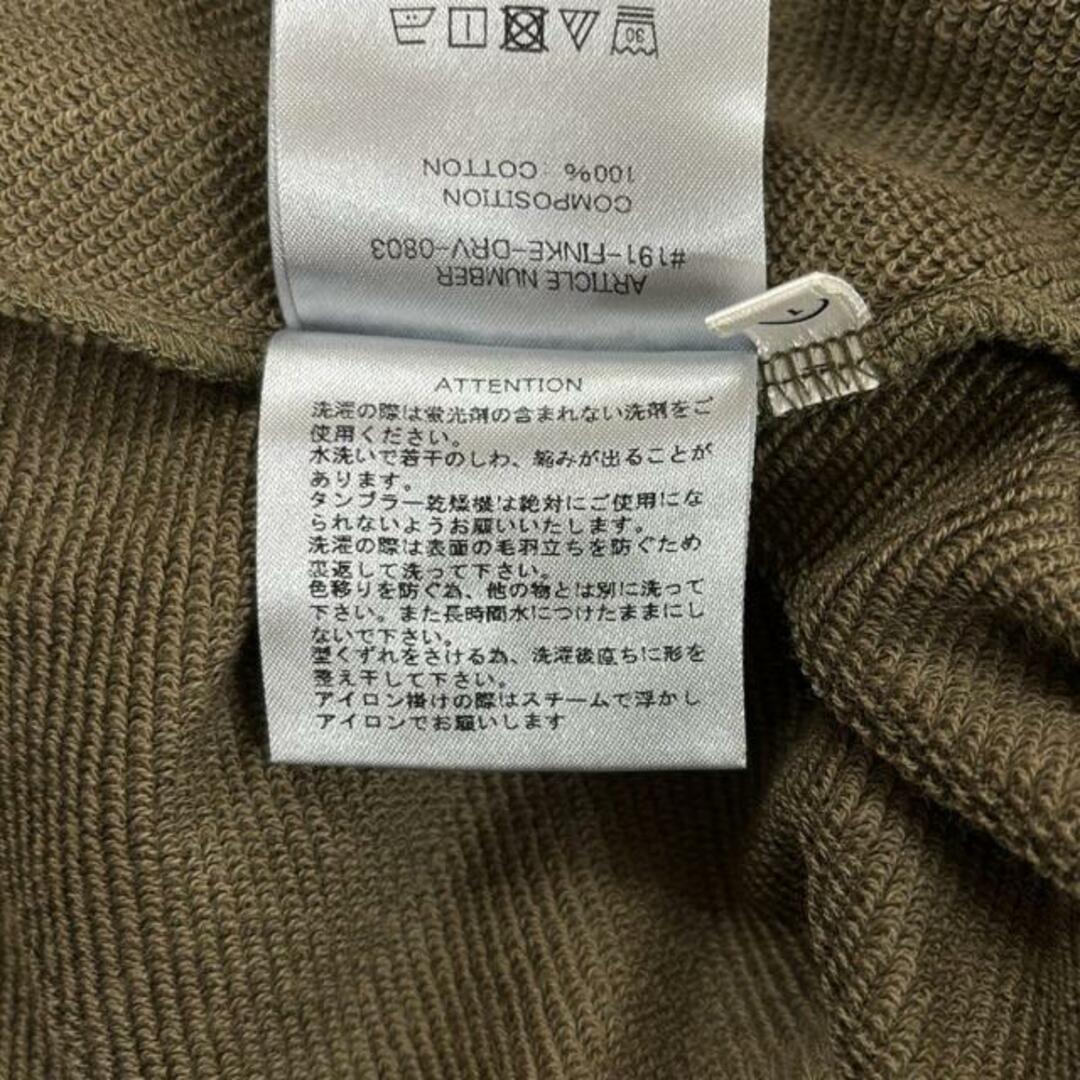 30
100% : COTTON
COMPOSITION
#191-FINKE-DRV-0803
ARTICLE NUMBER
ATTENTION
洗濯の際は蛍光剤の含まれない洗剤をご
使用ください。
水洗いで若干のしわ、縮みが出ることが
あります。
タンブラー乾燥機は絶対にご使用にな
られないようお願いいたします。
洗濯の際は表面の毛羽立ちを防ぐため
裏返して洗って下さい。
色移りを防ぐ為、他の物とは別に洗って
下さい。また長時間水につけたままにし
ないで下さい。
型くずれをさける為、洗濯後直ちに形を
整え干して下さい。
アイロン掛けの際はスチームで浮かし
アイロンでお願いします